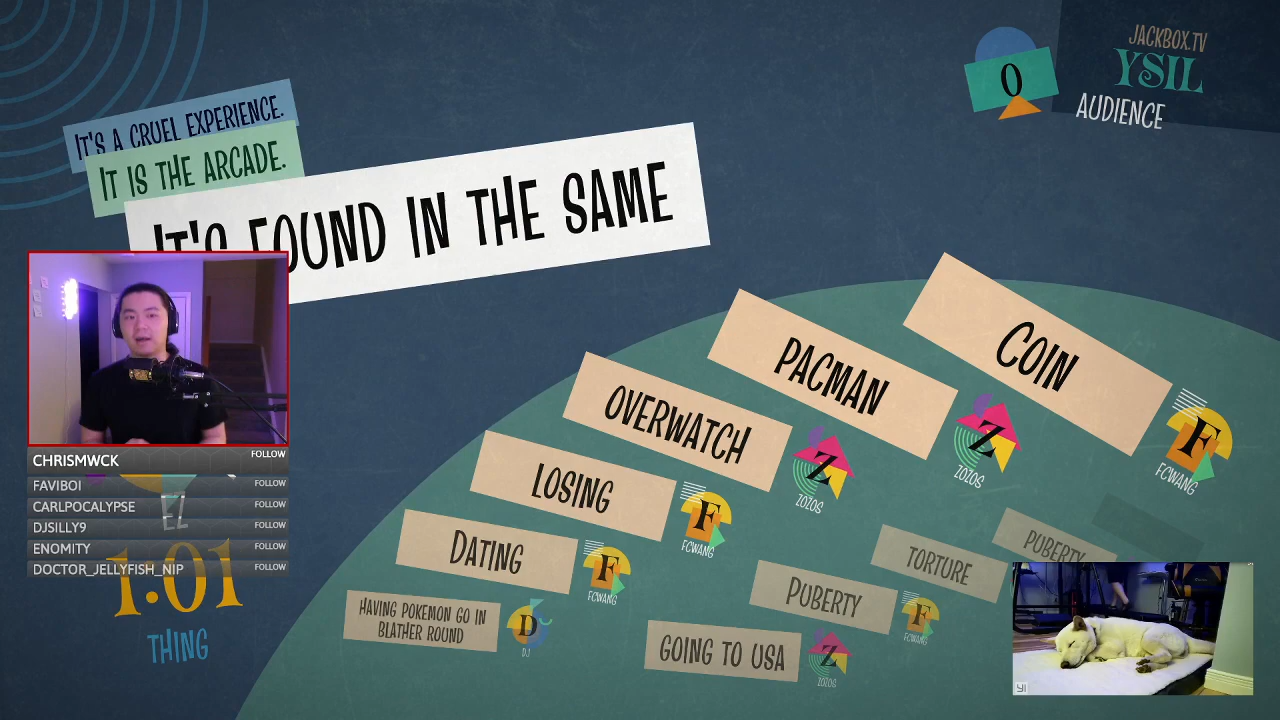 JACKBOX.TV
YSIL
AUDIENCE
0
IT'S A CRUEL EXPERIENCE.
IT IS THE ARCADE.
IT'S FOUND IN THE SAME
COIN
F
FCWANG
PACMAN
Z
ZOZOS
OVERWATCH
Z
ZOZOS
LOSING
F
FCWANG
DATING
F
FCWANG
HAVING POKEMON GO IN
BLATHER ROUND
D
DJ
PUBERTY
TORTURE
PUBERTY
F
FCWANG
GOING TO USA
Z
ZOZOS
CHRISMWCK FOLLOW
FAVIBOI FOLLOW
CARLPOCALYPSE FOLLOW
DJSILLY9 FOLLOW
ENOMITY FOLLOW
DOCTOR_JELLYFISH_NIP FOLLOW
EZ
1:01
THING
YI